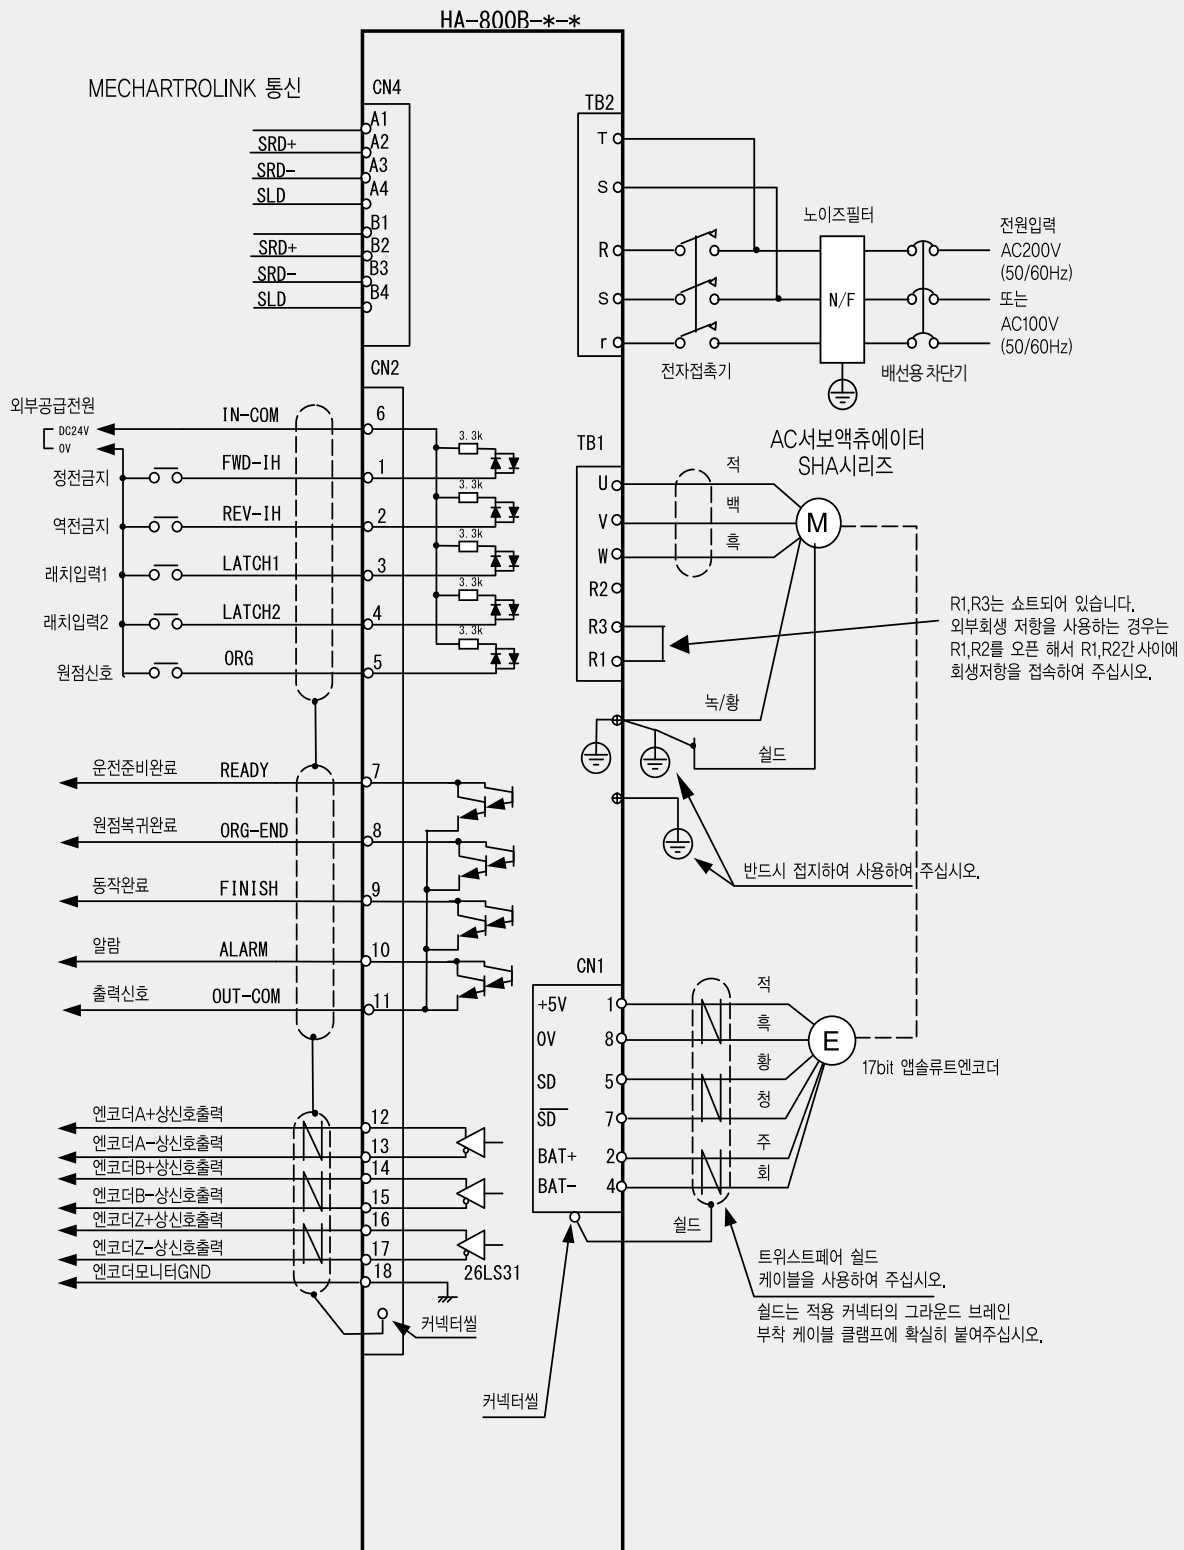 HA-800B-*-*
MECHARTROLINK 통신
CN4
A1
SRD+ A2
SRD- A3
SLD A4
B1
SRD+ B2
SRD- B3
SLD B4
TB2
T
S
R
S
r
전자접촉기
노이즈필터
N/F
배선용 차단기
전원입력
AC200V
(50/60Hz)
또는
AC100V
(50/60Hz)
CN2
외부공급전원
DC24V
0V
IN-COM 6
정전금지 FWD-IH 1
역전금지 REV-IH 2
래치입력1 LATCH1 3
래치입력2 LATCH2 4
원점신호 ORG 5
3.3k
3.3k
3.3k
3.3k
3.3k
TB1
U
V
W
R2
R3
R1
적
백
흑
AC서보액츄에이터
SHA시리즈
M
R1,R3는 쇼트되어 있습니다.
외부회생 저항을 사용하는 경우는
R1,R2를 오픈 해서 R1,R2간 사이에
회생저항을 접속하여 주십시오.
녹/황
쉴드
반드시 접지하여 사용하여 주십시오.
운전준비완료 READY 7
원점복귀완료 ORG-END 8
동작완료 FINISH 9
알람 ALARM 10
출력신호 OUT-COM 11
CN1
+5V 1 적
0V 8 흑
SD 5 황
SD 7 청
BAT+ 2 주
BAT- 4 회
E
17bit 앱솔류트엔코더
쉴드
엔코더A+상신호출력 12
엔코더A-상신호출력 13
엔코더B+상신호출력 14
엔코더B-상신호출력 15
엔코더Z+상신호출력 16
엔코더Z-상신호출력 17
엔코더모니터GND 18
26LS31
커넥터씰
커넥터씰
트위스트페어 쉴드
케이블을 사용하여 주십시오.
쉴드는 적용 커넥터의 그라운드 브레인
부착 케이블 클램프에 확실히 붙여주십시오.